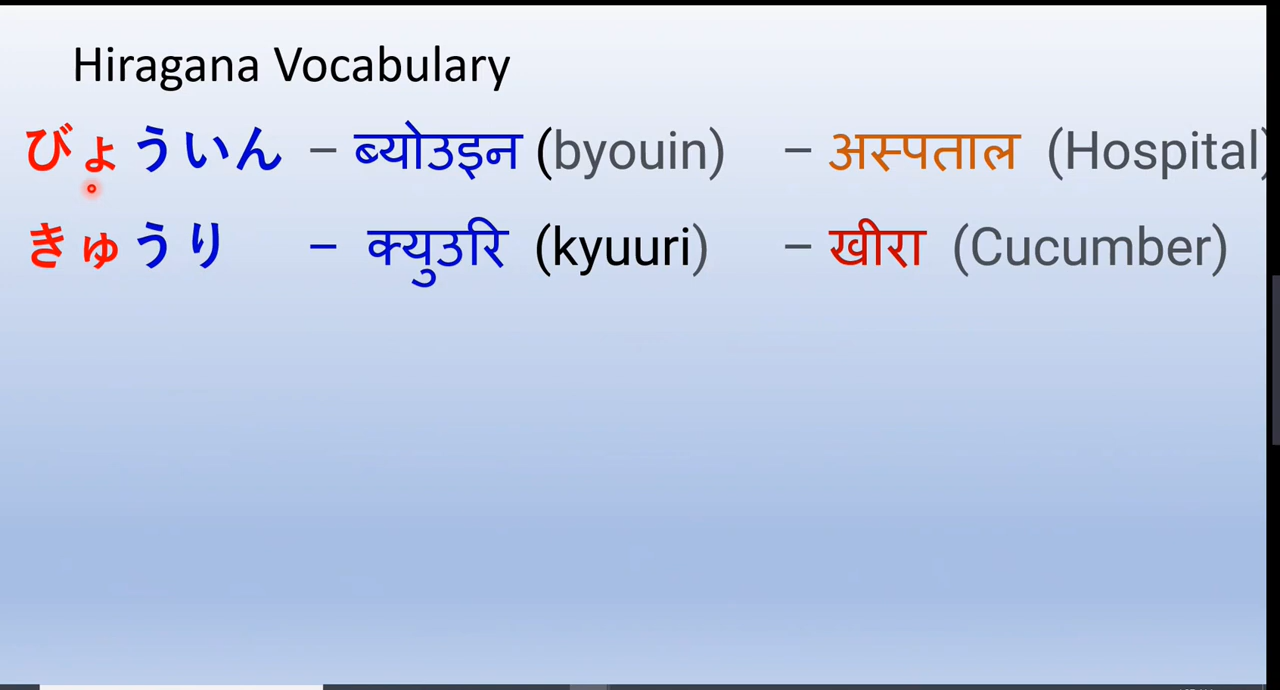 Hiragana Vocabulary
びょういん – ब्योउइन (byouin) – अस्पताल (Hospital)
きゅうり – क्युउरि (kyuuri) – खीरा (Cucumber)